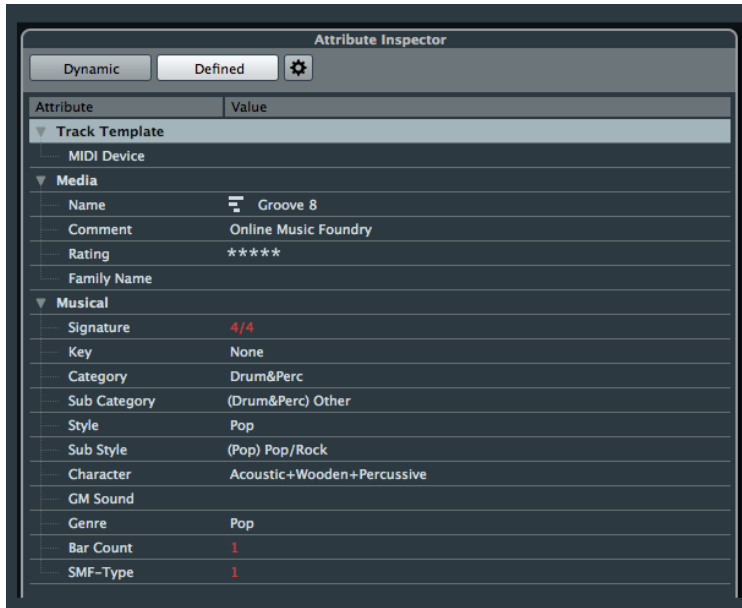 Attribute Inspector
Dynamic Defined
Attribute Value
Track Template
MIDI Device
Media
Name Groove 8
Comment Online Music Foundry
Rating *****
Family Name
Musical
Signature 4/4
Key None
Category Drum&Perc
Sub Category (Drum&Perc) Other
Style Pop
Sub Style (Pop) Pop/Rock
Character Acoustic+Wooden+Percussive
GM Sound
Genre Pop
Bar Count 1
SMF-Type 1